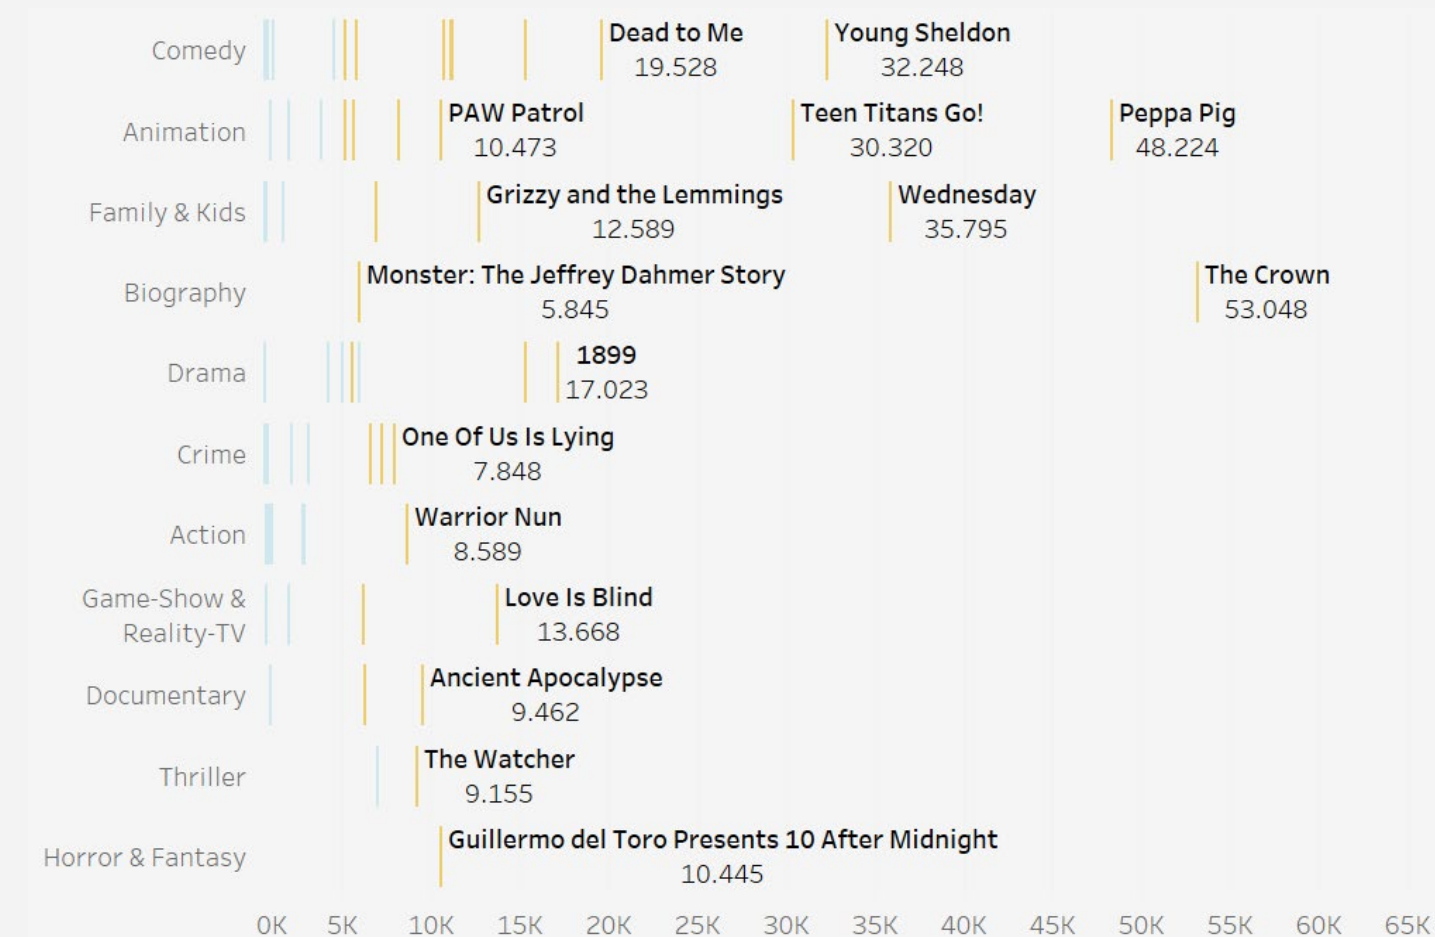 Comedy
Dead to Me
19.528
Young Sheldon
32.248
Animation
PAW Patrol
10.473
Teen Titans Go!
30.320
Peppa Pig
48.224
Family & Kids
Grizzy and the Lemmings
12.589
Wednesday
35.795
Biography
Monster: The Jeffrey Dahmer Story
5.845
The Crown
53.048
Drama
1899
17.023
Crime
One Of Us Is Lying
7.848
Action
Warrior Nun
8.589
Game-Show &
Reality-TV
Love Is Blind
13.668
Documentary
Ancient Apocalypse
9.462
Thriller
The Watcher
9.155
Horror & Fantasy
Guillermo del Toro Presents 10 After Midnight
10.445
0K 5K 10K 15K 20K 25K 30K 35K 40K 45K 50K 55K 60K 65K